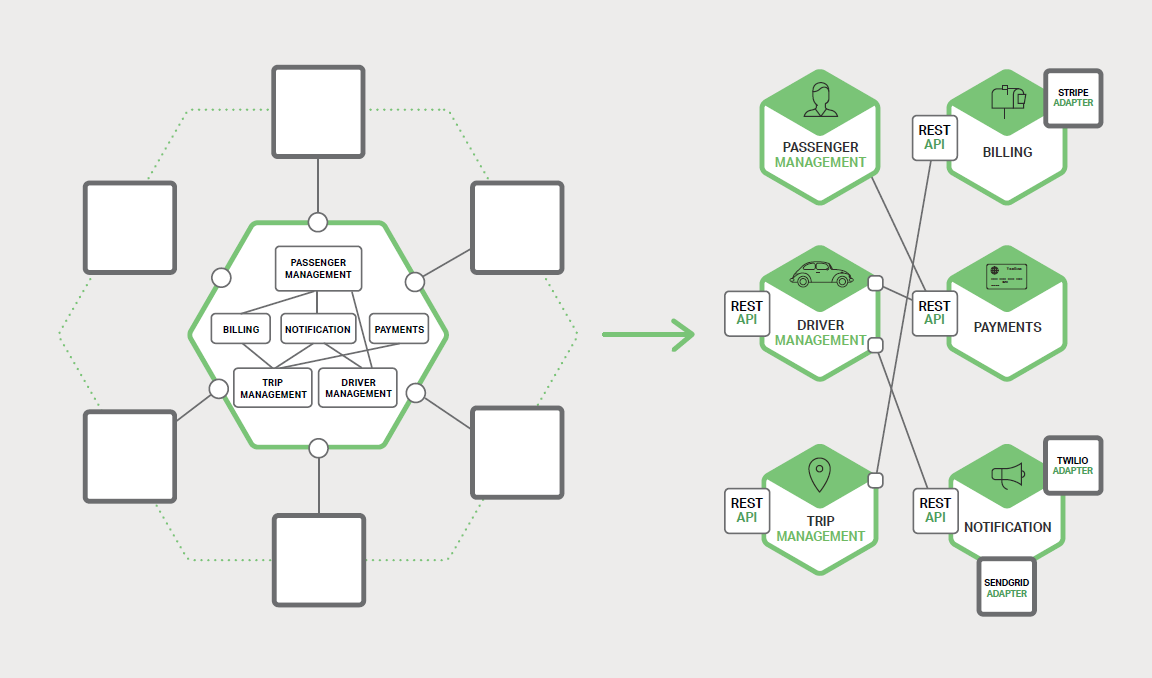 PASSENGER
MANAGEMENT
BILLING
NOTIFICATION
PAYMENTS
TRIP
MANAGEMENT
DRIVER
MANAGEMENT
PASSENGER
MANAGEMENT
REST
API
BILLING
STRIPE
ADAPTER
REST
API
DRIVER
MANAGEMENT
REST
API
PAYMENTS
REST
API
TRIP
MANAGEMENT
REST
API
NOTIFICATION
TWILIO
ADAPTER
SENDGRID
ADAPTER